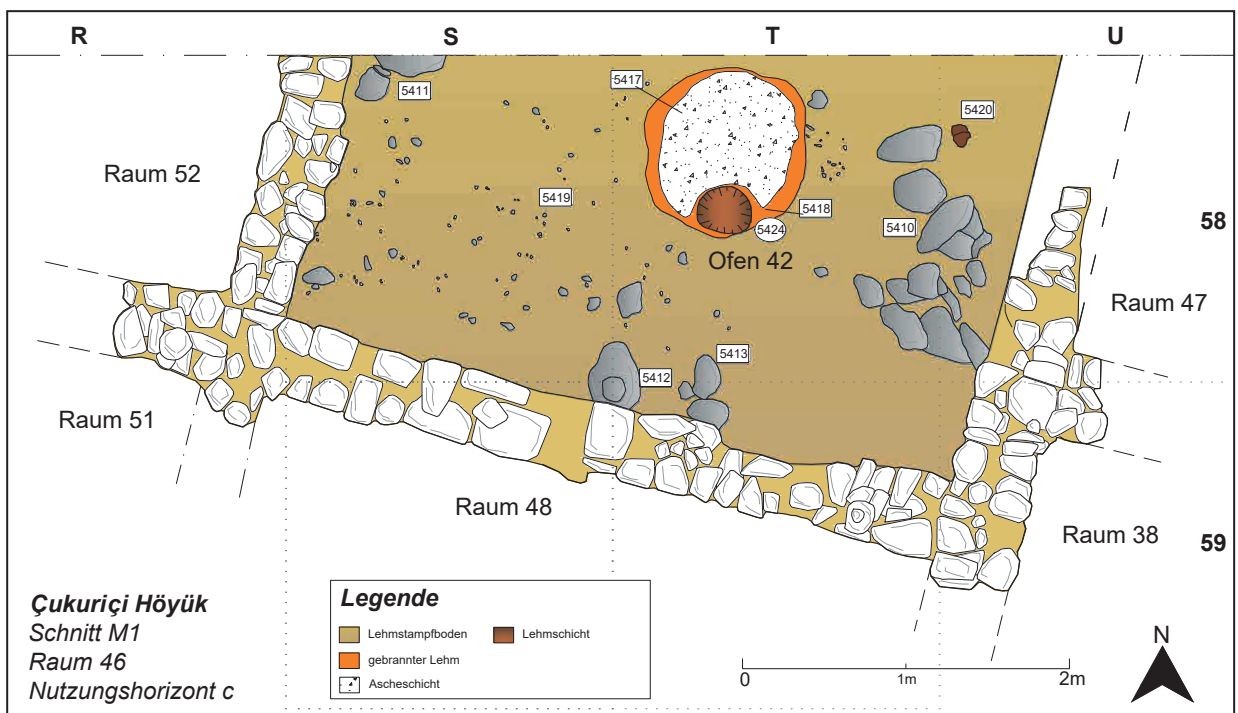 R S T U
5417
5420
5411
Raum 52
5419
5418
58
5410
5424
Ofen 42
Raum 47
5413
5412
Raum 51
Raum 48
Raum 38
59
Çukuriçi Höyük
Schnitt M1
Raum 46
Nutzungshorizont c
Legende
Lehmstampfboden
Lehmschicht
gebrannter Lehm
Ascheschicht
0 1m 2m
N